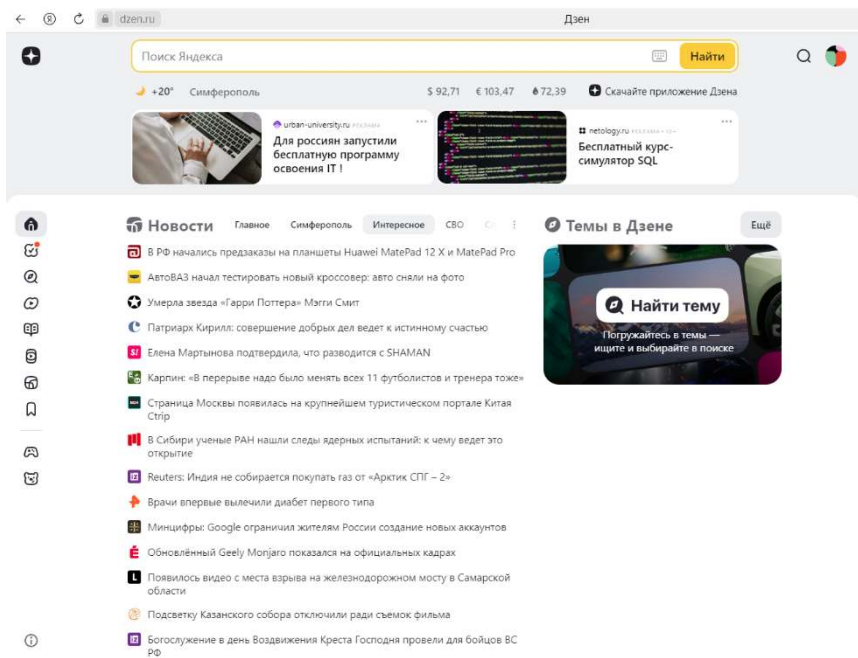 dzen.ru
Дзен
Поиск Яндекса
Найти
+20° Симферополь
$ 92,71 € 103,47 72,39
Скачайте приложение Дзена
urban-university.ru
Для россиян запустили
бесплатную программу
освоения IT !
netology.ru
Бесплатный курс-
симулятор SQL
Новости Главное Симферополь Интересное СВО
В РФ начались предзаказы на планшеты Huawei MatePad 12 X и MatePad Pro
АвтоВАЗ начал тестировать новый кроссовер: авто сняли на фото
Умерла звезда «Гарри Поттера» Мэгги Смит
Патриарх Кирилл: совершение добрых дел ведет к истинному счастью
Елена Мартынова подтвердила, что разводится с SHAMAN
Карпин: «В перерыве надо было менять всех 11 футболистов и тренера тоже»
Страница Москвы появилась на крупнейшем туристическом портале Китая
Ctrip
В Сибири ученые РАН нашли следы ядерных испытаний: к чему ведет это
открытие
Reuters: Индия не собирается покупать газ от «Арктик СПГ – 2»
Врачи впервые вылечили диабет первого типа
Минцифры: Google ограничил жителям России создание новых аккаунтов
Обновлённый Geely Monjaro показался на официальных кадрах
Появилось видео с места взрыва на железнодорожном мосту в Самарской
области
Подсветку Казанского собора отключили ради съемок фильма
Богослужение в день Воздвижения Креста Господня провели для бойцов ВС
РФ
Темы в Дзене
Ещё
Найти тему
Погружайтесь в темы —
ищите и выбирайте в поиске